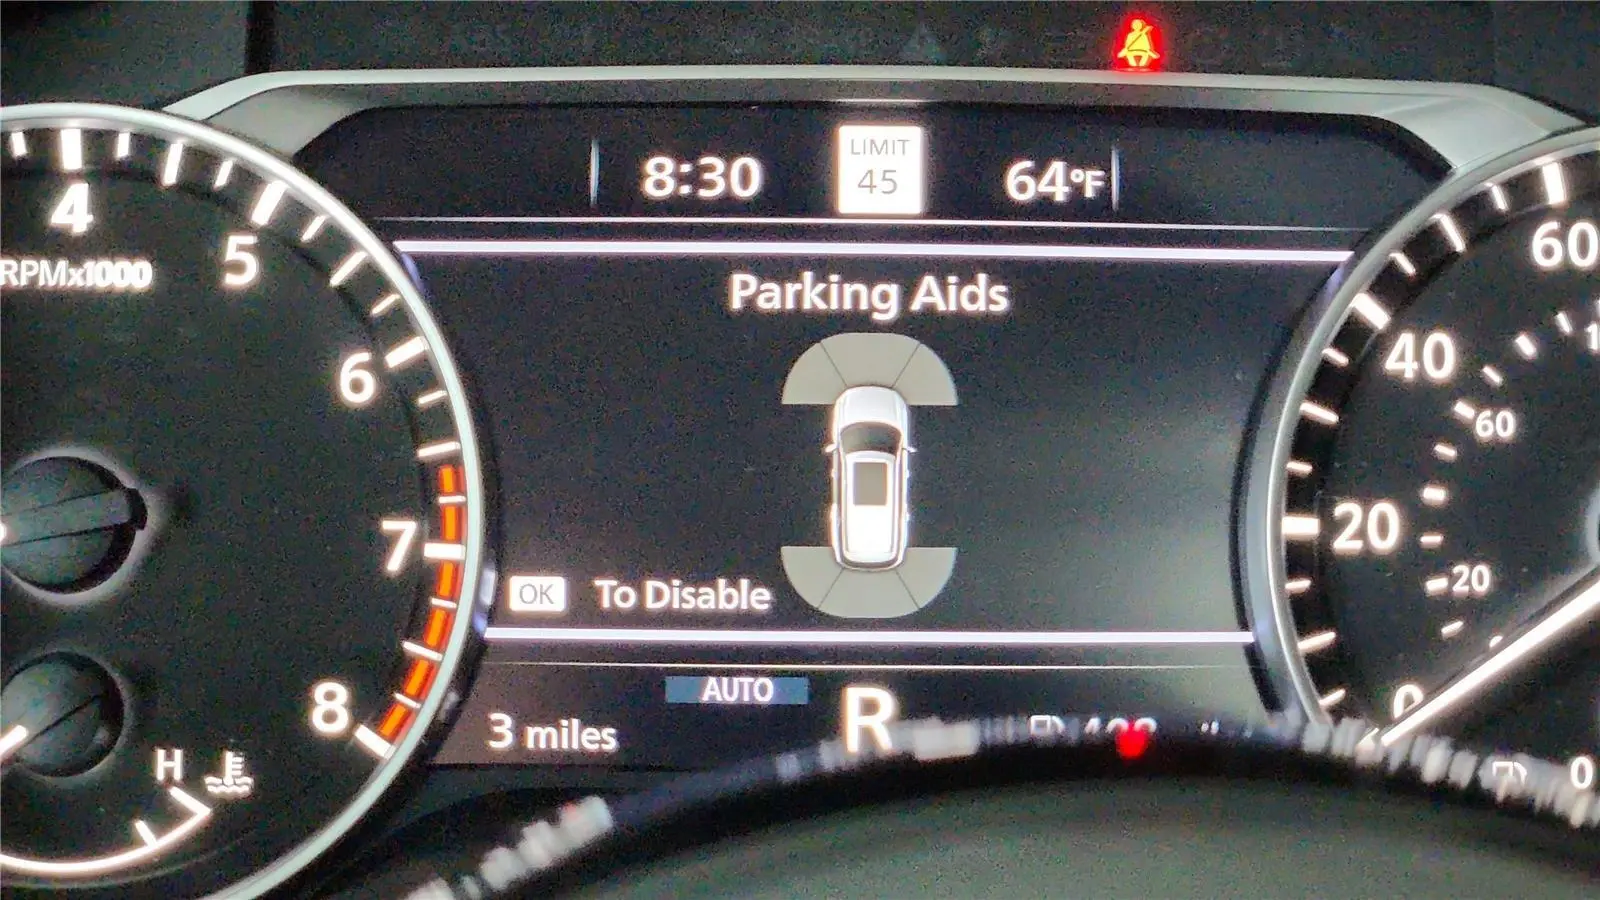 8:30
LIMIT
45
64°F
4
5
RPMx1000
6
7
8
H
Parking Aids
OK To Disable
AUTO
3 miles
R
60
40
60
20
20
0
0